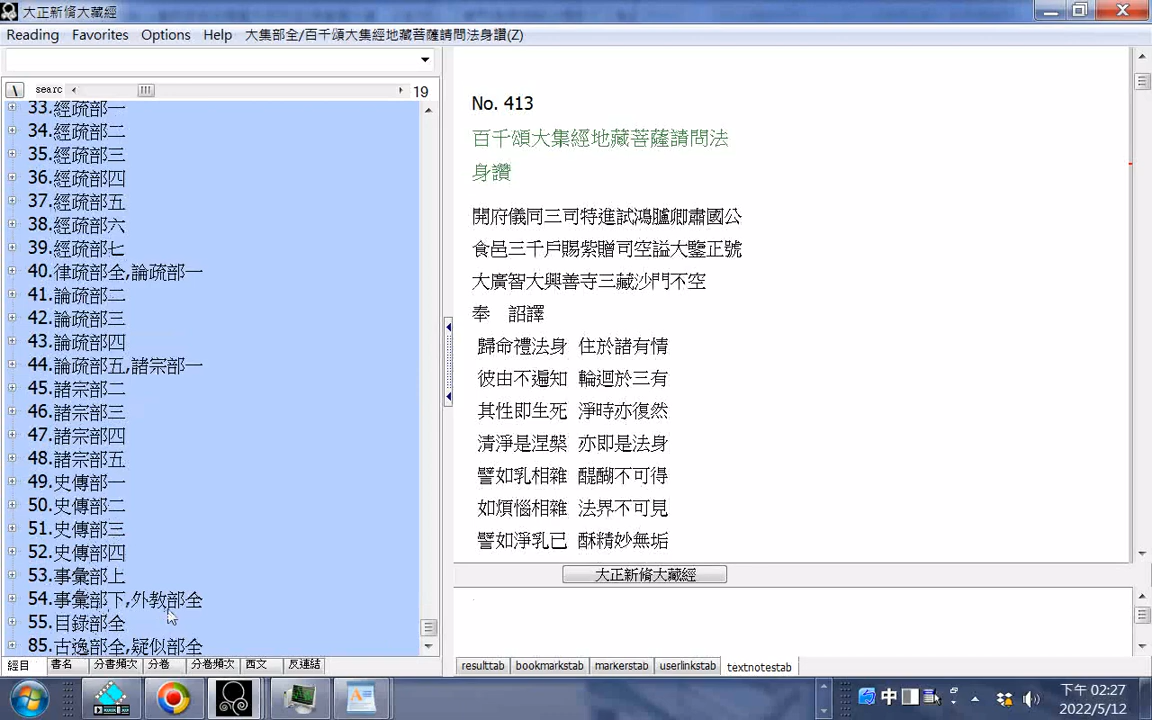 大正新脩大藏經
Reading Favorites Options Help 大集部全/百千頌大集經地藏菩薩請問法身讚(Z)
searc 19
33.經疏部一
34.經疏部二
35.經疏部三
36.經疏部四
37.經疏部五
38.經疏部六
39.經疏部七
40.律疏部全,論疏部一
41.論疏部二
42.論疏部三
43.論疏部四
44.論疏部五,諸宗部一
45.諸宗部二
46.諸宗部三
47.諸宗部四
48.諸宗部五
49.史傳部一
50.史傳部二
51.史傳部三
52.史傳部四
53.事彙部上
54.事彙部下,外教部全
55.目錄部全
85.古逸部全,疑似部全
經目 書名 分書頻次 分卷 分卷頻次 西文 反連結
No. 413
百千頌大集經地藏菩薩請問法
身讚
開府儀同三司特進試鴻臚卿肅國公
食邑三千戶賜紫贈司空謚大鑒正號
大廣智大興善寺三藏沙門不空
奉 詔譯
歸命禮法身 住於諸有情
彼由不遍知 輪迴於三有
其性即生死 淨時亦復然
清淨是涅槃 亦即是法身
譬如乳相雜 醍醐不可得
如煩惱相雜 法界不可見
譬如淨乳已 酥精妙無垢
大正新脩大藏經
resulttab bookmarkstab markerstab userlinkstab textnotestab
中
下午 02:27
2022/5/12